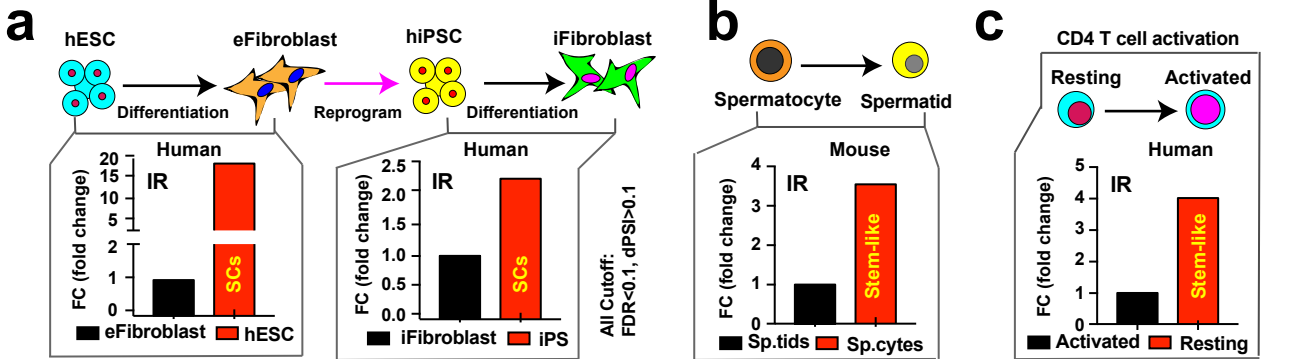 a
hESC
eFibroblast
hiPSC
iFibroblast
Differentiation
Reprogram
Differentiation
Human
IR
FC (fold change)
20
15
10
5
2
1
0
SCs
eFibroblast
hESC
Human
IR
FC (fold change)
2.5
2.0
1.5
1.0
0.5
0.0
SCs
iFibroblast
iPS
All Cutoff:
FDR<0.1, dPSI>0.1
b
Spermatocyte
Spermatid
Mouse
IR
FC (fold change)
4
3
2
1
0
Stem-like
Sp.tids
Sp.cytes
c
CD4 T cell activation
Resting
Activated
Human
IR
FC (fold change)
5
4
3
2
1
0
Stem-like
Activated
Resting